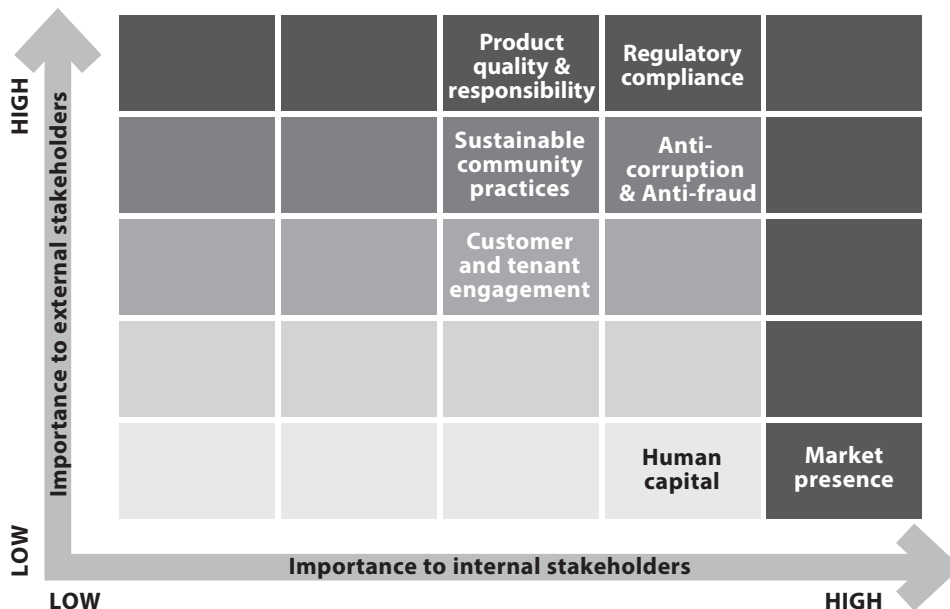 HIGH
Importance to external stakeholders
LOW
Product
quality &
responsibility
Regulatory
compliance
Sustainable
community
practices
Anti-
corruption
& Anti-fraud
Customer
and tenant
engagement
Human
capital
Market
presence
Importance to internal stakeholders
LOW
HIGH